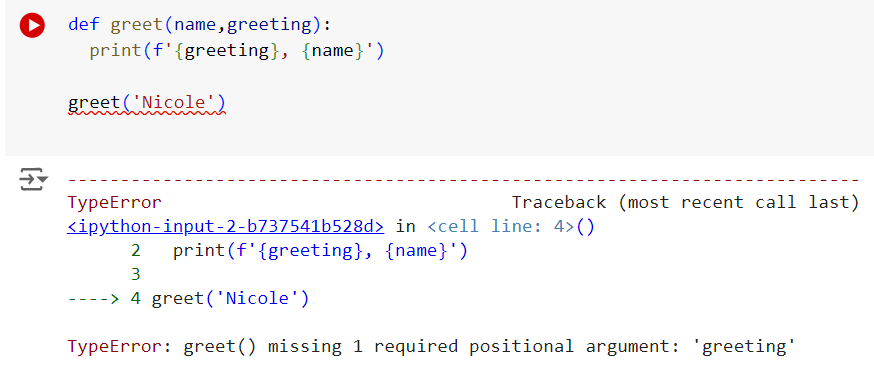 def greet(name,greeting):
  print(f'{greeting}, {name}')
greet('Nicole')
---------------------------------------------------------------------------
TypeError                                 Traceback (most recent call last)
<ipython-input-2-b737541b528d> in <cell line: 4>()
      2   print(f'{greeting}, {name}')
      3
----> 4 greet('Nicole')
TypeError: greet() missing 1 required positional argument: 'greeting'